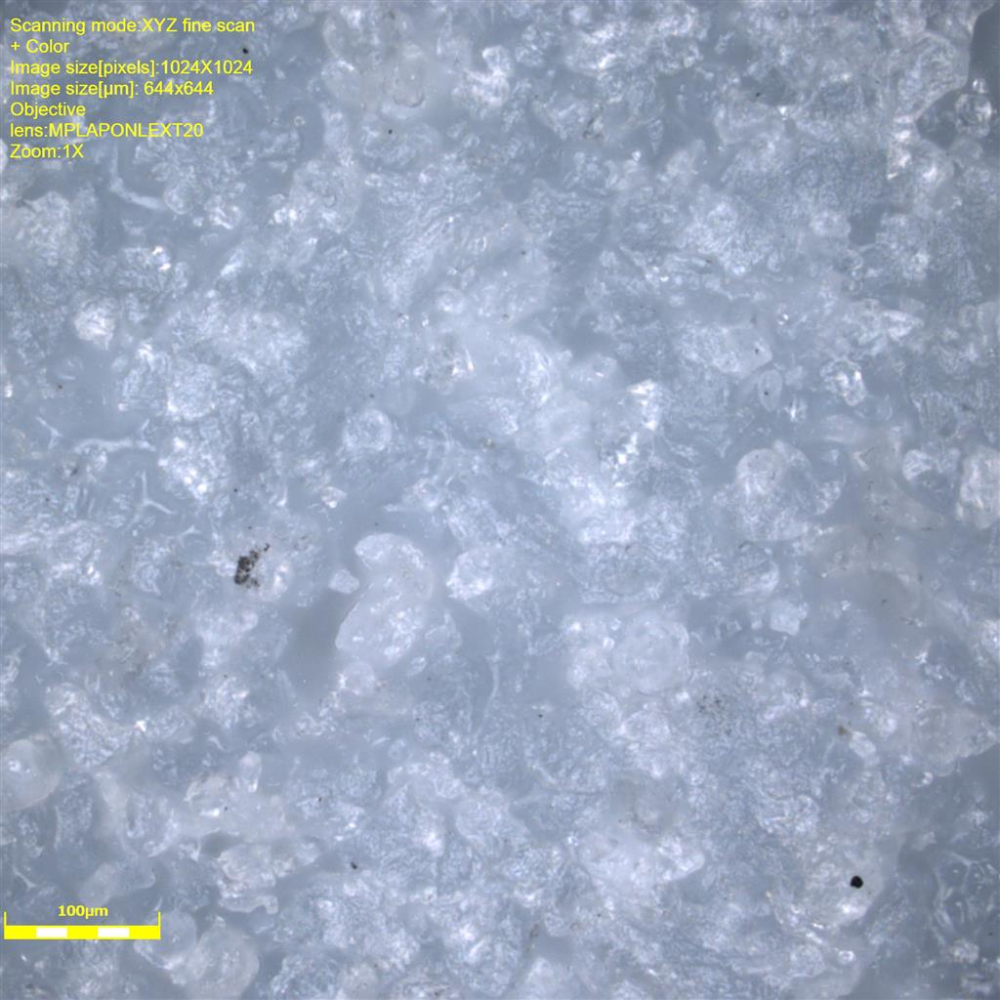 Scanning mode:XYZ fine scan
+ Color
Image size[pixels]:1024X1024
Image size[µm]: 644x644
Objective
lens:MPLAPONLEXT20
Zoom:1X
100µm